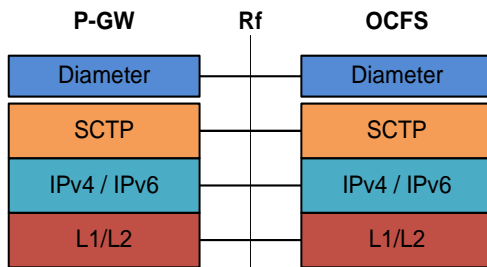 P-GW Rf OCFS
Diameter Diameter
SCTP SCTP
IPv4 / IPv6 IPv4 / IPv6
L1/L2 L1/L2